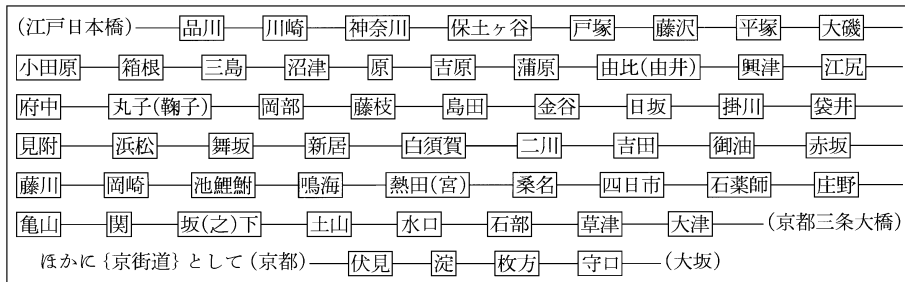 (江戸日本橋)品川 川崎 神奈川 保土ヶ谷 戸塚 藤沢 平塚 大磯
小田原 箱根 三島 沼津 原 吉原 蒲原 由比(由井) 興津 江尻
府中 丸子(鞠子) 岡部 藤枝 島田 金谷 日坂 掛川 袋井
見附 浜松 舞坂 新居 白須賀 二川 吉田 御油 赤坂
藤川 岡崎 池鯉鮒 鳴海 熱田(宮) 桑名 四日市 石薬師 庄野
亀山 関 坂(之)下 土山 水口 石部 草津 大津 (京都三条大橋)
ほかに{京街道}として(京都) 伏見 淀 枚方 守口 (大坂)